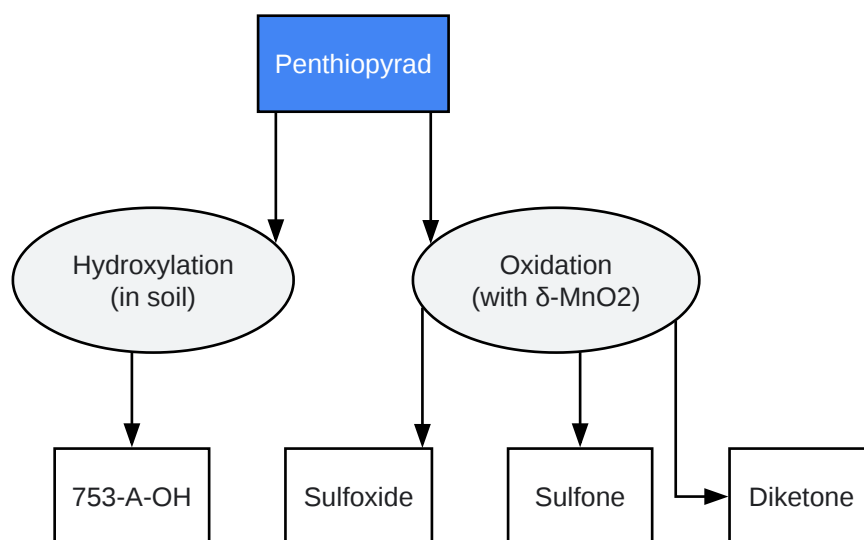 Penthiopyrad
Hydroxylation
(in soil)
Oxidation
(with δ-MnO2)
753-A-OH
Sulfoxide
Sulfone
Diketone